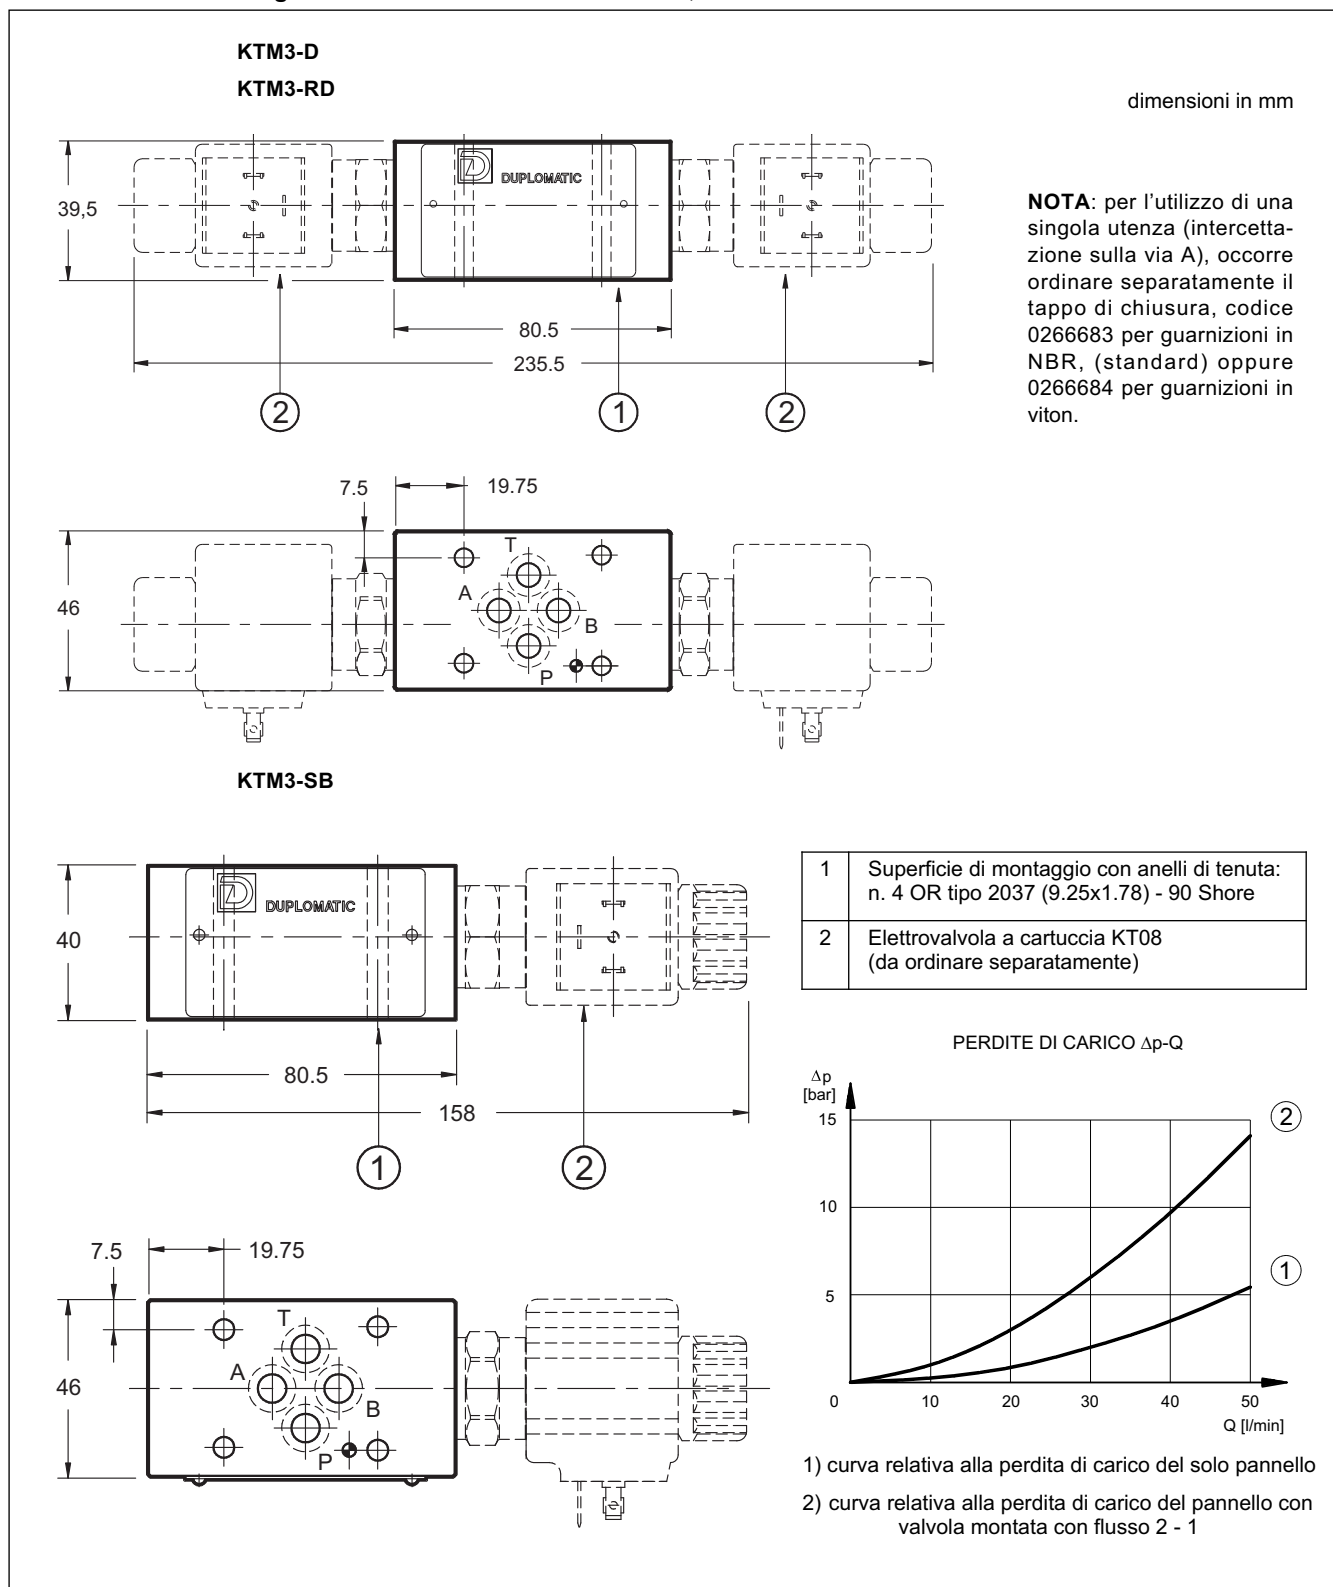 KTM3-D
KTM3-RD
dimensioni in mm
DUPLOMATIC
39,5
80.5
235.5
2
1
2
NOTA: per l'utilizzo di una
singola utenza (intercetta-
zione sulla via A), occorre
ordinare separatamente il
tappo di chiusura, codice
0266683 per guarnizioni in
NBR, (standard) oppure
0266684 per guarnizioni in
viton.
7.5
19.75
46
T
A
B
P
KTM3-SB
DUPLOMATIC
40
80.5
158
1
2
1 Superficie di montaggio con anelli di tenuta:
n. 4 OR tipo 2037 (9.25x1.78) - 90 Shore
2 Elettrovalvola a cartuccia KT08
(da ordinare separatamente)
7.5
19.75
46
T
A
B
P
PERDITE DI CARICO Δp-Q
Δp
[bar]
15
10
5
0
10
20
30
40
50
Q [l/min]
2
1
1) curva relativa alla perdita di carico del solo pannello
2) curva relativa alla perdita di carico del pannello con
valvola montata con flusso 2 - 1